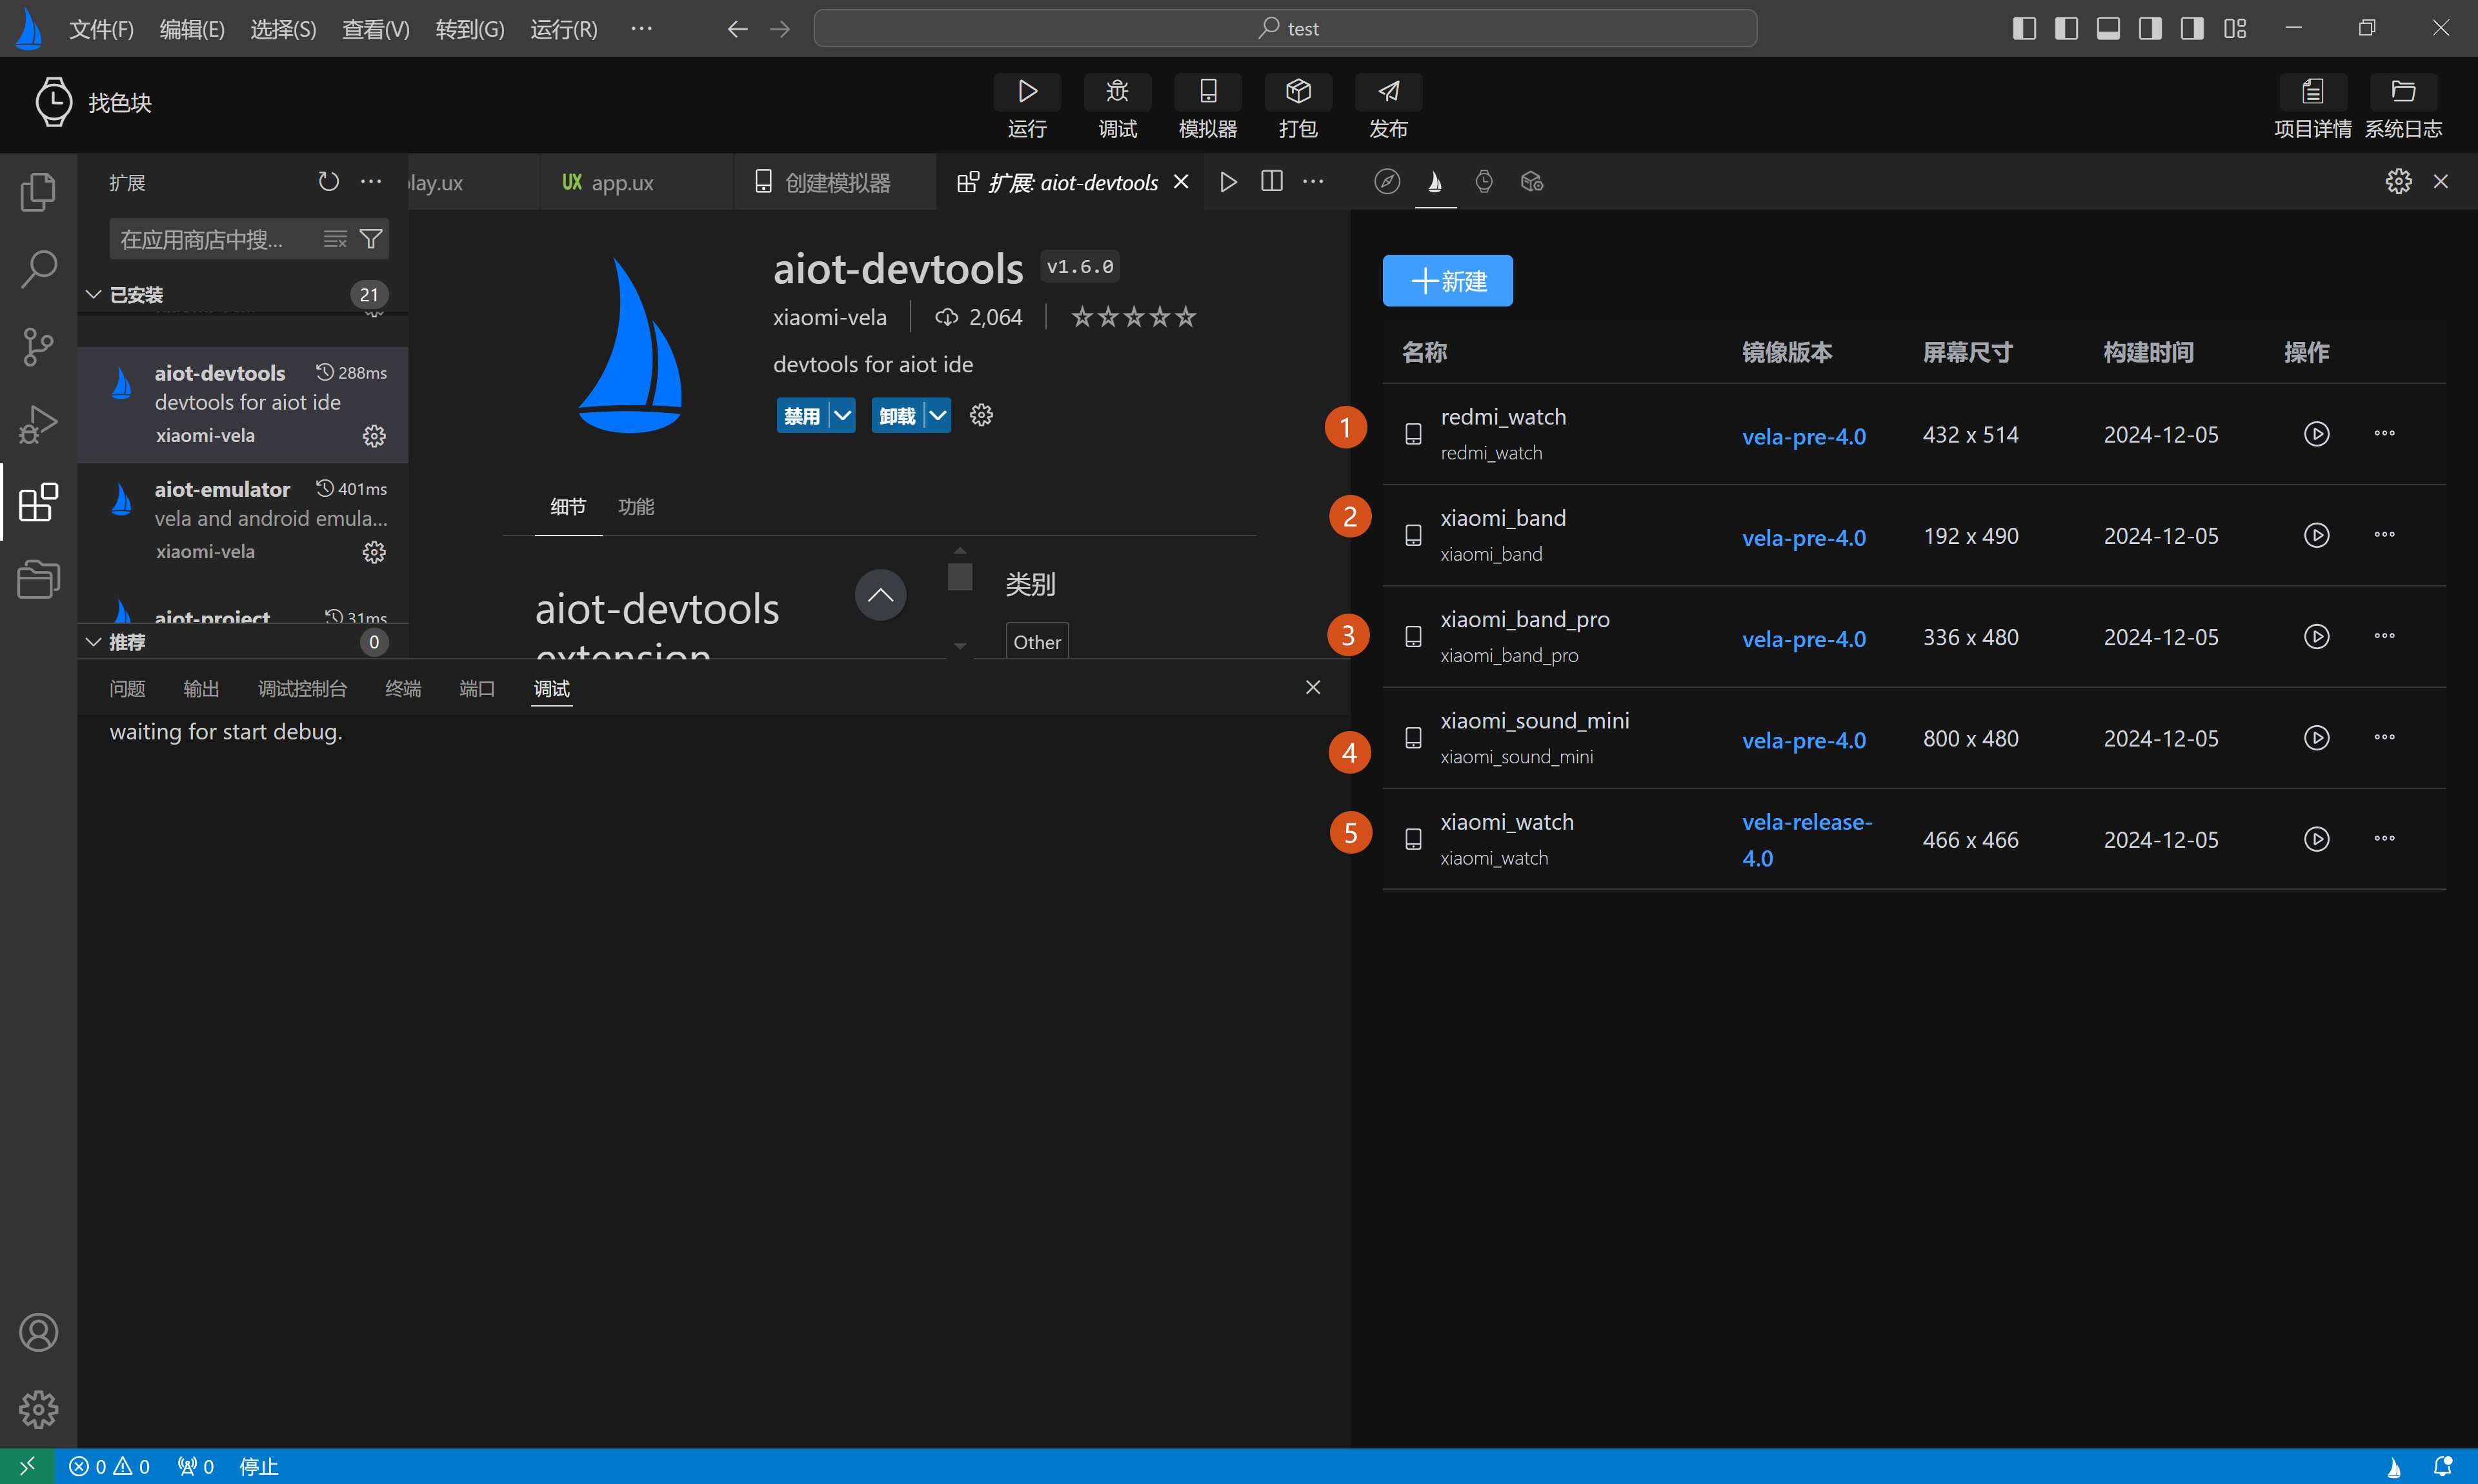 文件(F) 编辑(E) 选择(S) 查看(V) 转到(G) 运行(R) ··· test
找色块
运行 调试 模拟器 打包 发布 项目详情 系统日志
扩展
lay.ux
UX app.ux
创建模拟器
扩展: aiot-devtools
在应用商店中搜...
已安装 21
aiot-devtools 288ms
devtools for aiot ide
xiaomi-vela
aiot-emulator 401ms
vela and android emula...
xiaomi-vela
aiot-project 31ms
推荐 0
aiot-devtools v1.6.0
xiaomi-vela 2,064
devtools for aiot ide
禁用 卸载
细节 功能
aiot-devtools
extension
类别
Other
问题 输出 调试控制台 终端 端口 调试
waiting for start debug.
新建
名称 镜像版本 屏幕尺寸 构建时间 操作
1
redmi_watch
redmi_watch
vela-pre-4.0 432 x 514 2024-12-05
2
xiaomi_band
xiaomi_band
vela-pre-4.0 192 x 490 2024-12-05
3
xiaomi_band_pro
xiaomi_band_pro
vela-pre-4.0 336 x 480 2024-12-05
4
xiaomi_sound_mini
xiaomi_sound_mini
vela-pre-4.0 800 x 480 2024-12-05
5
xiaomi_watch
xiaomi_watch
vela-release-
4.0
466 x 466 2024-12-05
0 0 0 停止